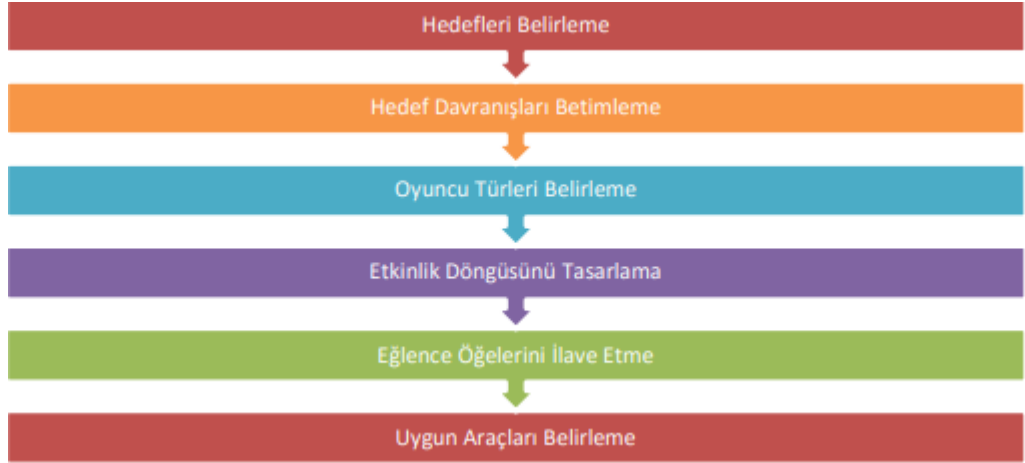 Hedefleri Belirleme
Hedef Davranışları Betimleme
Oyuncu Türleri Belirleme
Etkinlik Döngüsünü Tasarlama
Eğlence Öğelerini İlave Etme
Uygun Araçları Belirleme